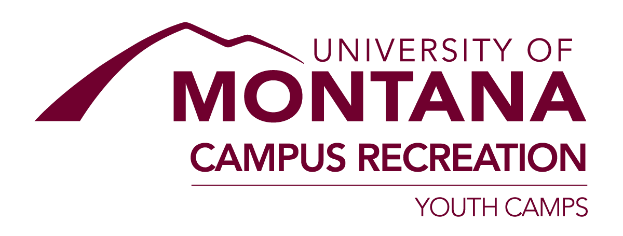 UNIVERSITY OF
MONTANA
CAMPUS RECREATION
YOUTH CAMPS